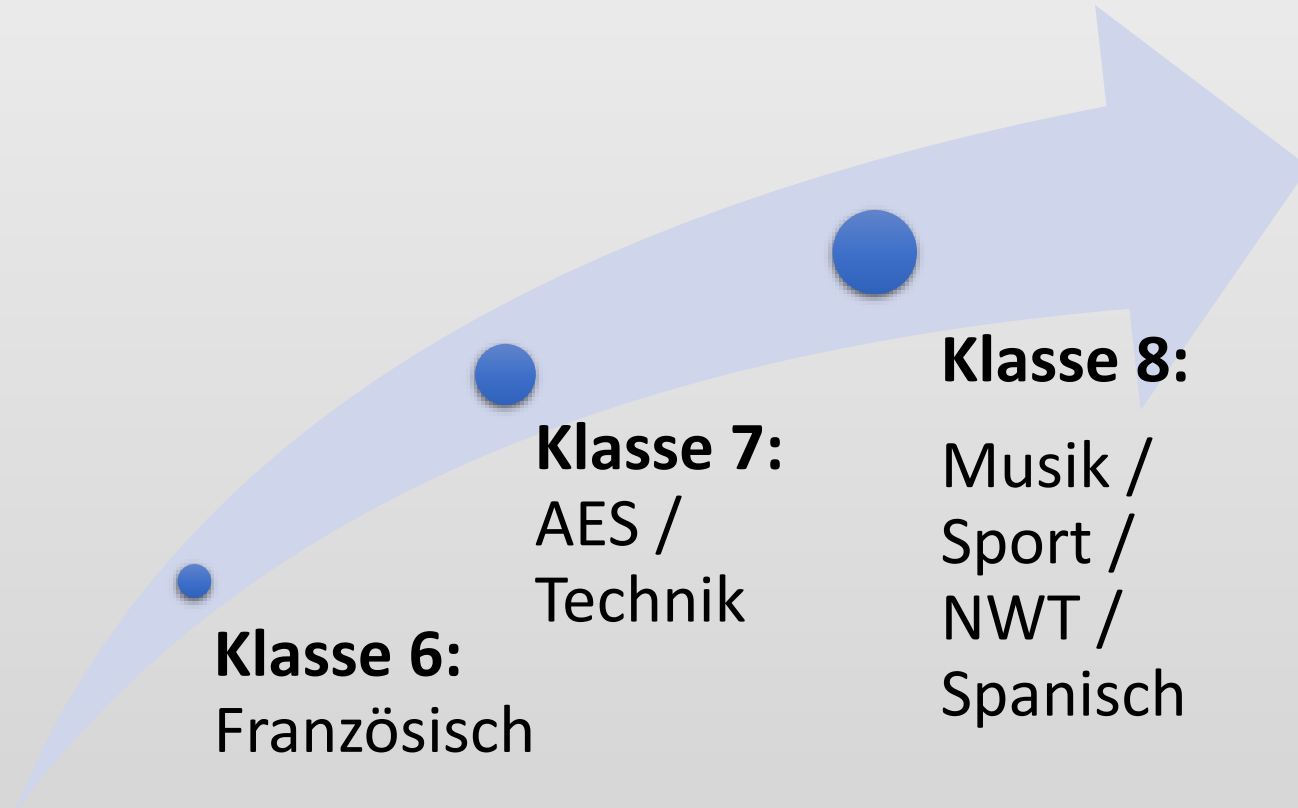 Klasse 6:
Französisch
Klasse 7:
AES /
Technik
Klasse 8:
Musik /
Sport /
NWT /
Spanisch